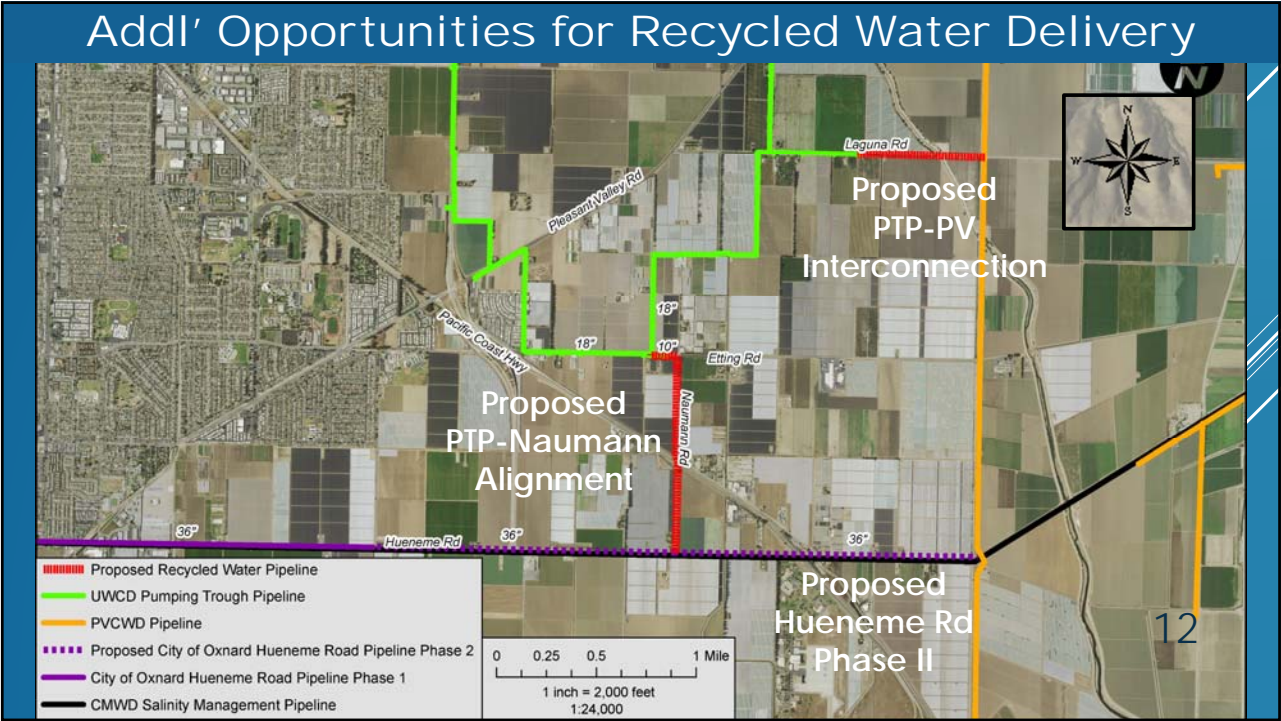 Addl' Opportunities for Recycled Water Delivery
N
N
W E
S
Laguna Rd
Pleasant Valley Rd
Proposed
PTP-PV
Interconnection
Pacific Coast Hwy
18"
18"
10"
Etting Rd
Naumann Rd
Proposed
PTP-Naumann
Alignment
36"
Hueneme Rd
36"
36"
Proposed
Hueneme Rd
Phase II
12
Proposed Recycled Water Pipeline
UWCD Pumping Trough Pipeline
PVCWD Pipeline
Proposed City of Oxnard Hueneme Road Pipeline Phase 2
City of Oxnard Hueneme Road Pipeline Phase 1
CMWD Salinity Management Pipeline
0 0.25 0.5 1 Mile
1 inch = 2,000 feet
1:24,000